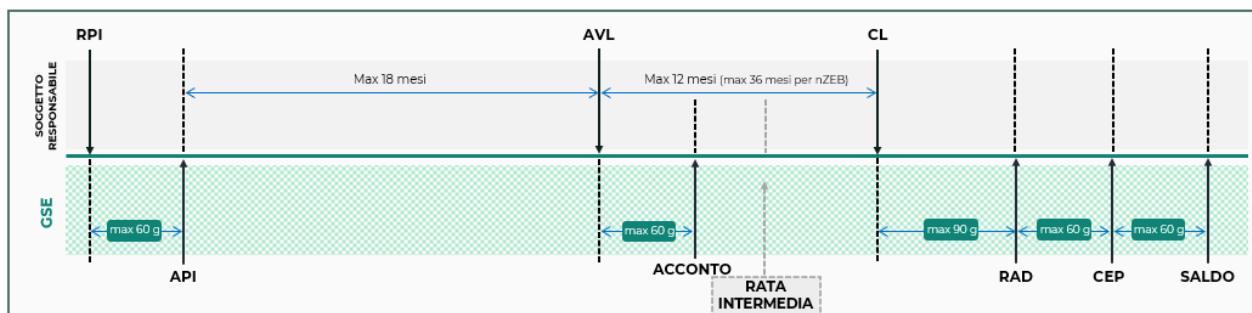 RPI
AVL
CL
SOGGETTO
RESPONSABILE
Max 18 mesi
Max 12 mesi (max 36 mesi per nZEB)
GSE
max 60 g
max 60 g
max 90 g
max 60 g
max 60 g
API
ACCONTO
RATA
INTERMEDIA
RAD
CEP
SALDO